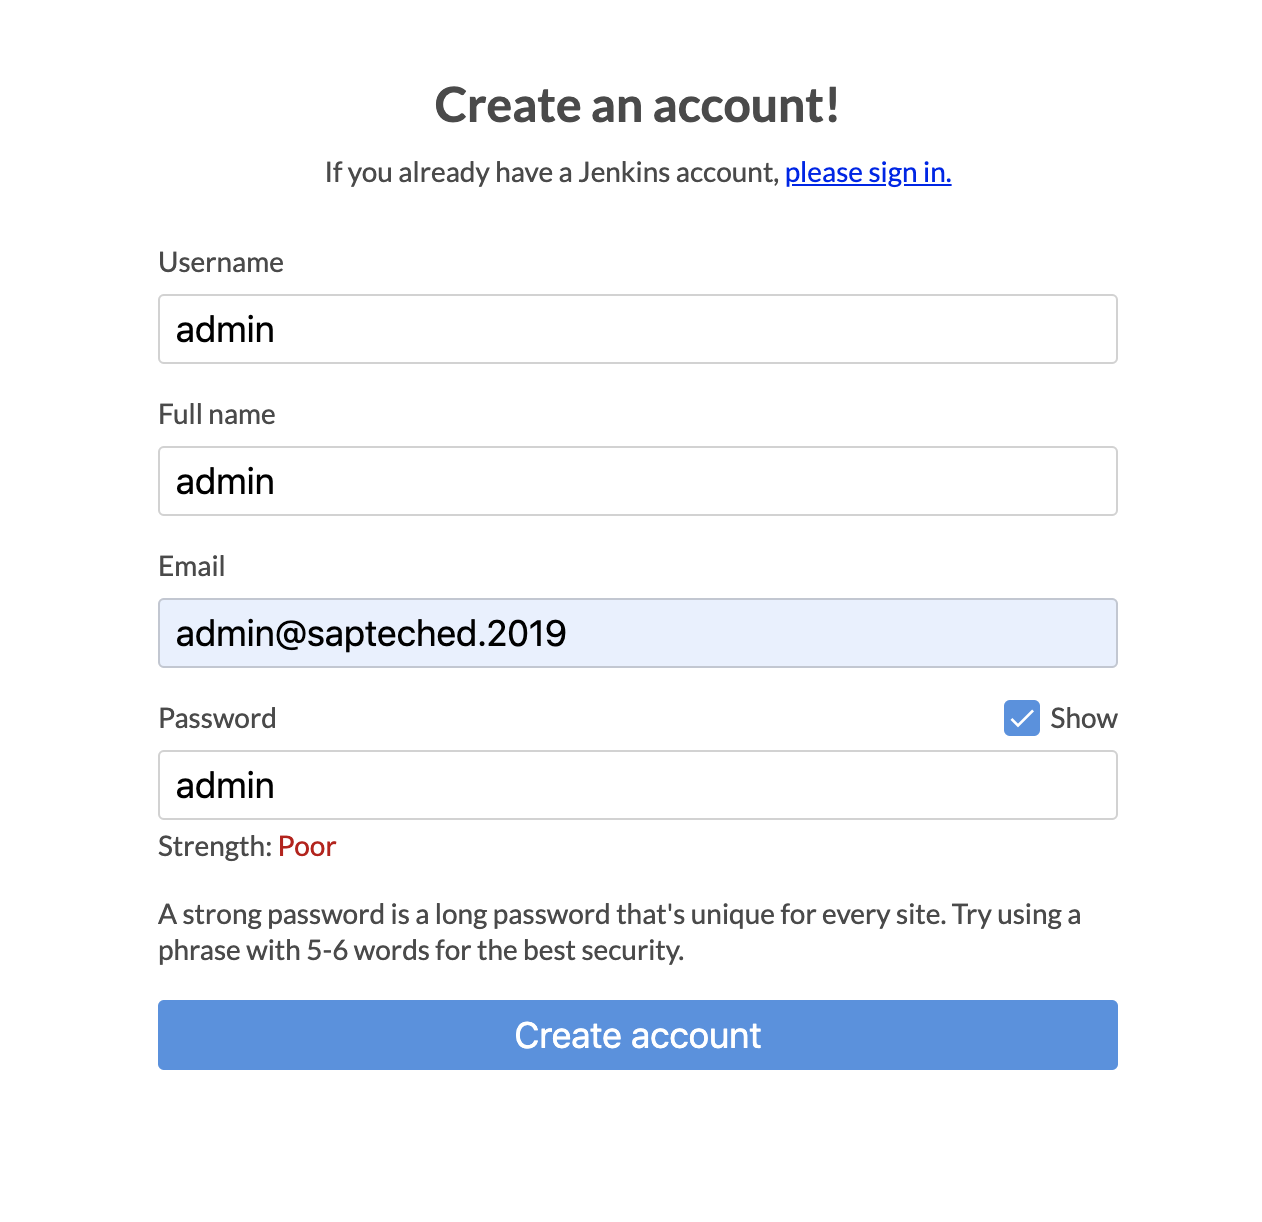 Create an account!
If you already have a Jenkins account, please sign in.
Username
admin
Full name
admin
Email
admin@sapteched.2019
Password
Show
admin
Strength: Poor
A strong password is a long password that's unique for every site. Try using a
phrase with 5-6 words for the best security.
Create account